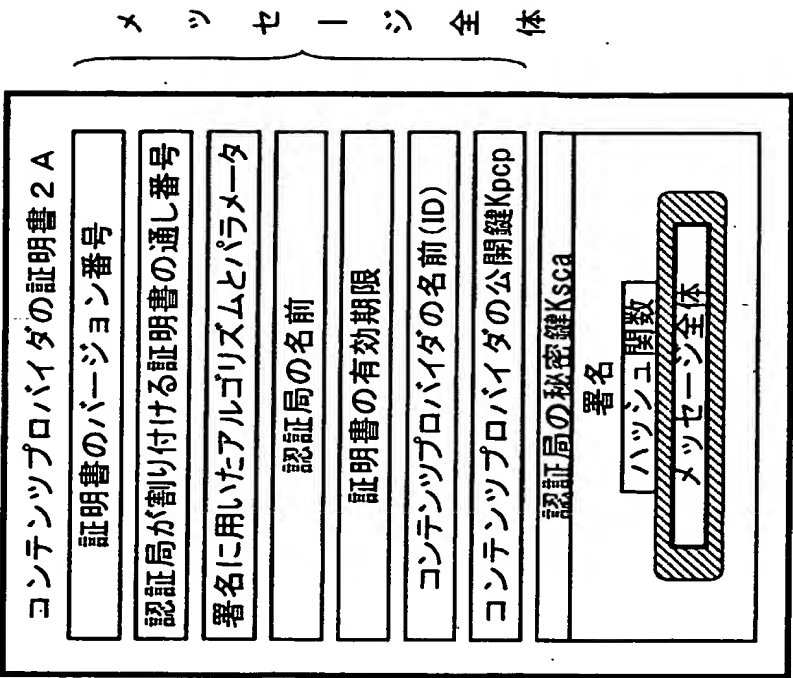 コンテンツプロバイダの証明書2A
証明書のバージョン番号
認証局が割り付ける証明書の通し番号
署名に用いたアルゴリズムとパラメータ
認証局の名前
証明書の有効期限
コンテンツプロバイダの名前(ID)
コンテンツプロバイダの公開鍵Kpcp
認証局の秘密鍵Ksca
署名
ハッシュ関数
メッセージ全体
メッセージ全体